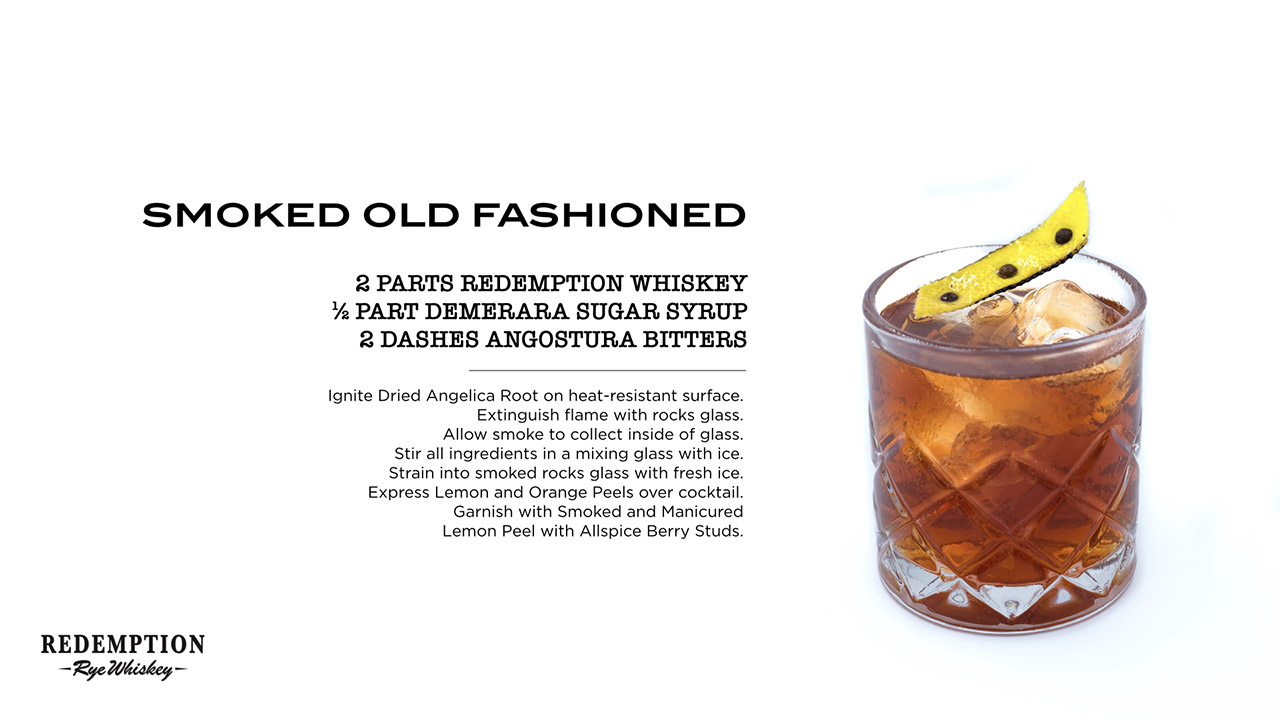 SMOKED OLD FASHIONED
2 PARTS REDEMPTION WHISKEY
½ PART DEMERARA SUGAR SYRUP
2 DASHES ANGOSTURA BITTERS
Ignite Dried Angelica Root on heat-resistant surface.
Extinguish flame with rocks glass.
Allow smoke to collect inside of glass.
Stir all ingredients in a mixing glass with ice.
Strain into smoked rocks glass with fresh ice.
Express Lemon and Orange Peels over cocktail.
Garnish with Smoked and Manicured
Lemon Peel with Allspice Berry Studs.
REDEMPTION
Rye Whiskey